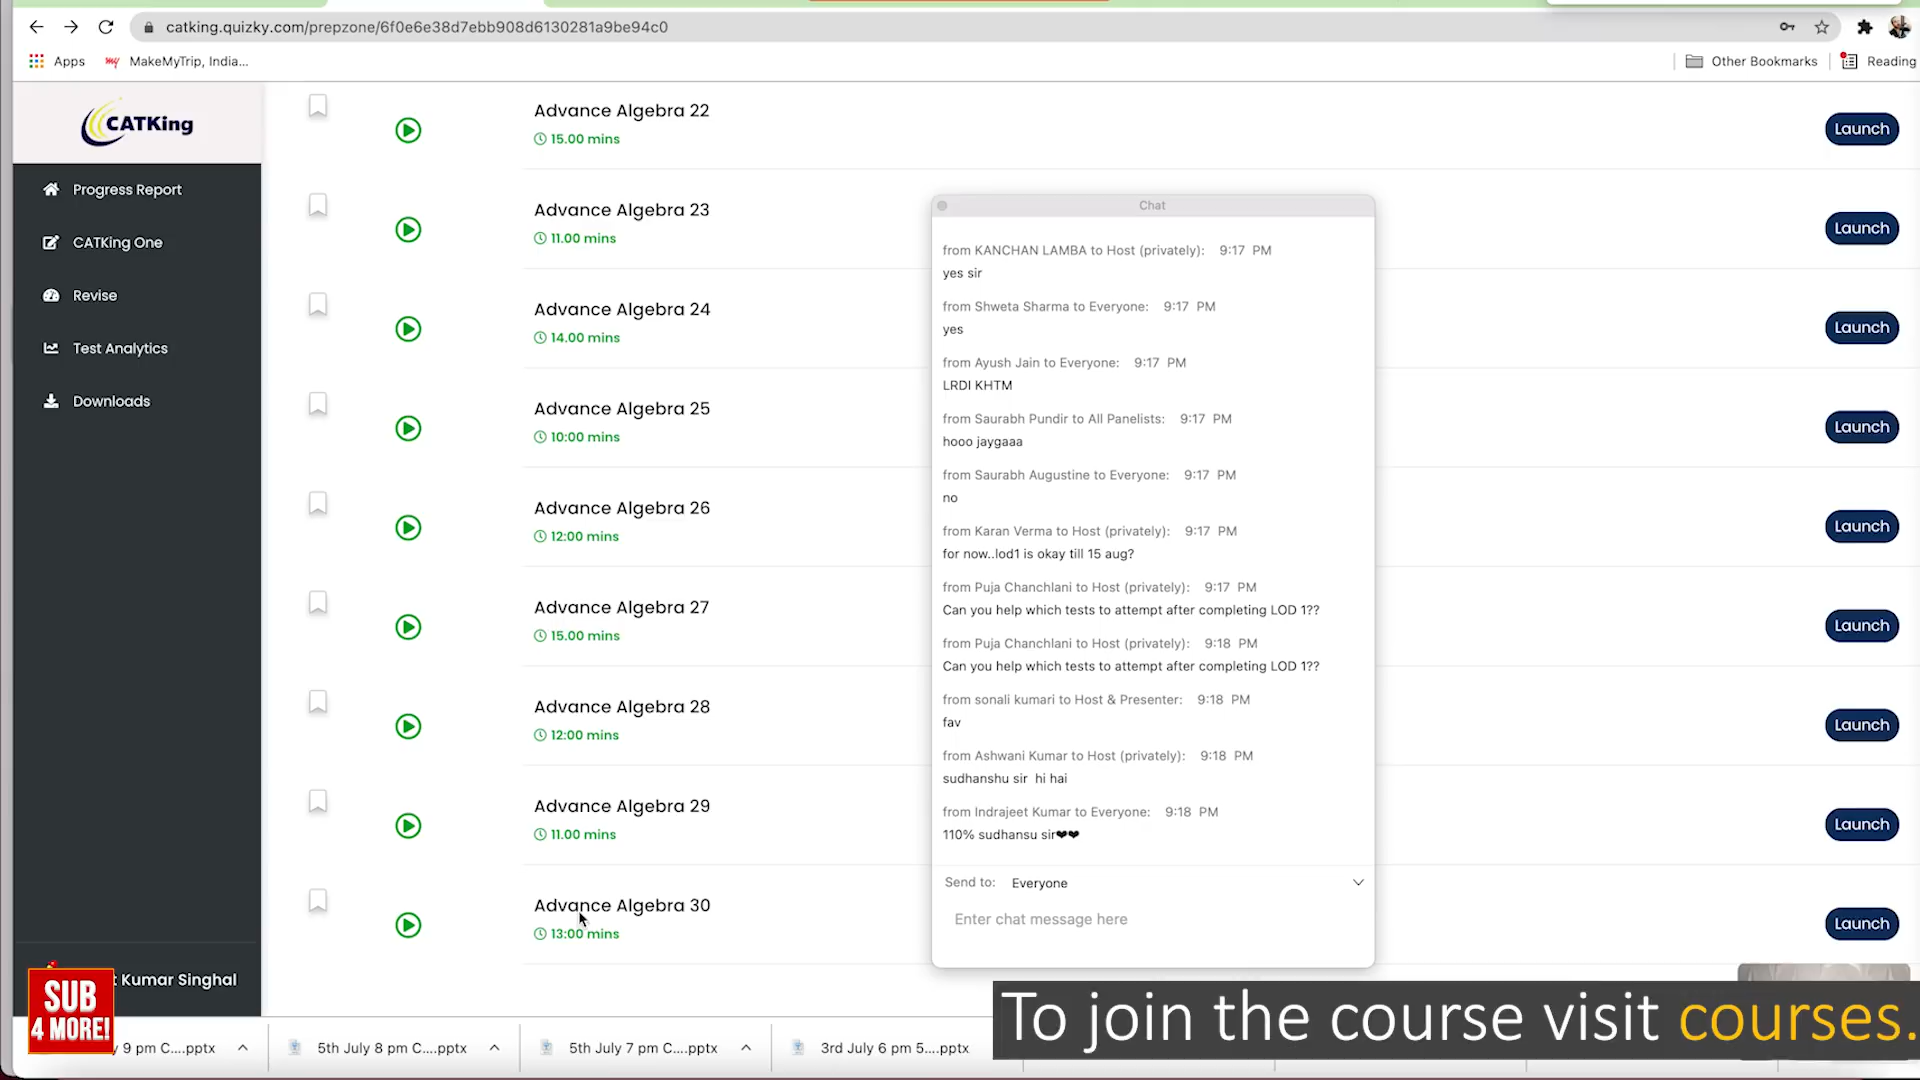 catking.quizky.com/prepzone/6f0e6e38d7ebb908d6130281a9be94c0
Apps
my MakeMyTrip, India...
Other Bookmarks
Reading
CATKing
Progress Report
CATKing One
Revise
Test Analytics
Downloads
t Kumar Singhal
Advance Algebra 22
15.00 mins
Launch
Advance Algebra 23
11.00 mins
Launch
Advance Algebra 24
14.00 mins
Launch
Advance Algebra 25
10:00 mins
Launch
Advance Algebra 26
12:00 mins
Launch
Advance Algebra 27
15.00 mins
Launch
Advance Algebra 28
12:00 mins
Launch
Advance Algebra 29
11.00 mins
Launch
Advance Algebra 30
13:00 mins
Launch
Chat
from KANCHAN LAMBA to Host (privately): 9:17 PM
yes sir
from Shweta Sharma to Everyone: 9:17 PM
yes
from Ayush Jain to Everyone: 9:17 PM
LRDI KHTM
from Saurabh Pundir to All Panelists: 9:17 PM
hooo jaygaaa
from Saurabh Augustine to Everyone: 9:17 PM
no
from Karan Verma to Host (privately): 9:17 PM
for now..lod1 is okay till 15 aug?
from Puja Chanchlani to Host (privately): 9:17 PM
Can you help which tests to attempt after completing LOD 1??
from Puja Chanchlani to Host (privately): 9:18 PM
Can you help which tests to attempt after completing LOD 1??
from sonali kumari to Host & Presenter: 9:18 PM
fav
from Ashwani Kumar to Host (privately): 9:18 PM
sudhanshu sir hi hai
from Indrajeet Kumar to Everyone: 9:18 PM
110% sudhansu sir❤❤
Send to: Everyone
Enter chat message here
SUB
4 MORE!
y 9 pm C....pptx
5th July 8 pm C....pptx
5th July 7 pm C....pptx
3rd July 6 pm 5....pptx
To join the course visit courses.